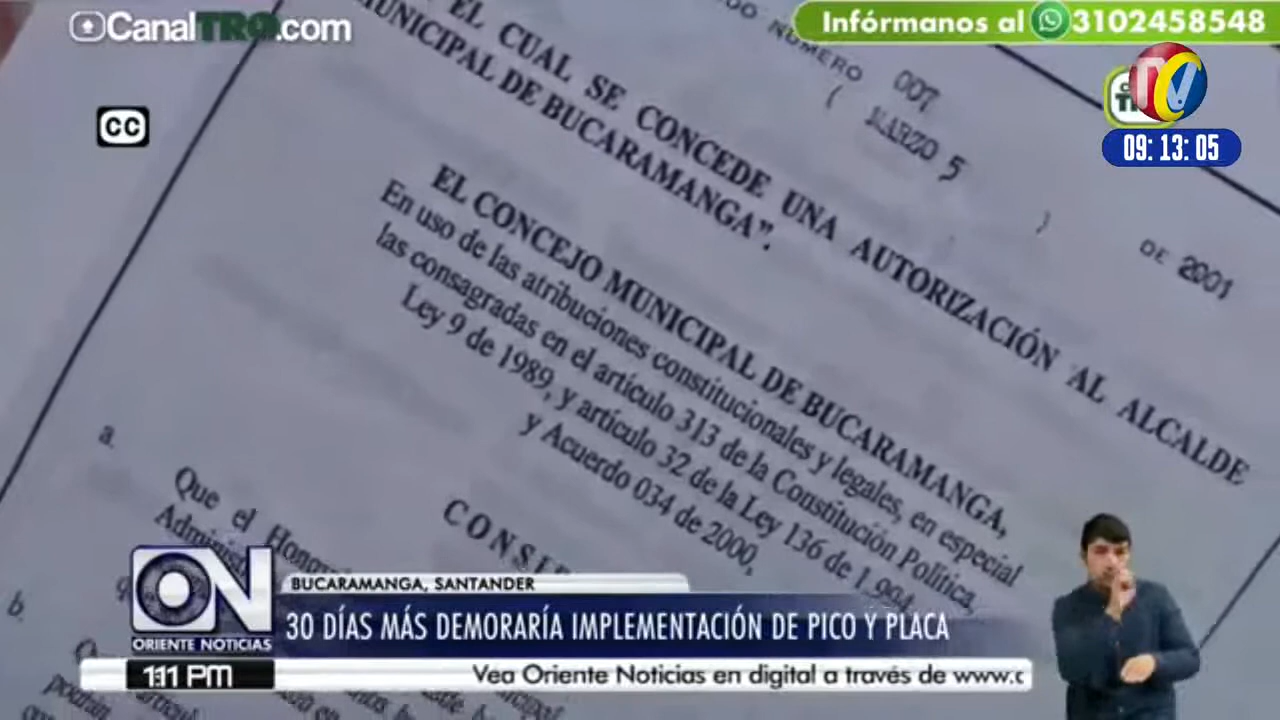 CanalTRO.com
Infórmanos al 3102458548
CC
09: 13: 05
NÚMERO 007
( MARZO 5 ) DE 2001
EL CUAL SE CONCEDE UNA AUTORIZACIÓN AL ALCALDE
MUNICIPAL DE BUCARAMANGA”.
EL CONCEJO MUNICIPAL DE BUCARAMANGA,
En uso de las atribuciones constitucionales y legales, en especial
las consagradas en el artículo 313 de la Constitución Política,
Ley 9 de 1989, y artículo 32 de la Ley 136 de 1.994,
y Acuerdo 034 de 2000,
CONSI
a.
Que el
b.
ON
ORIENTE NOTICIAS
BUCARAMANGA, SANTANDER
30 DÍAS MÁS DEMORARÍA IMPLEMENTACIÓN DE PICO Y PLACA
1:11 PM
Vea Oriente Noticias en digital a través de www.c